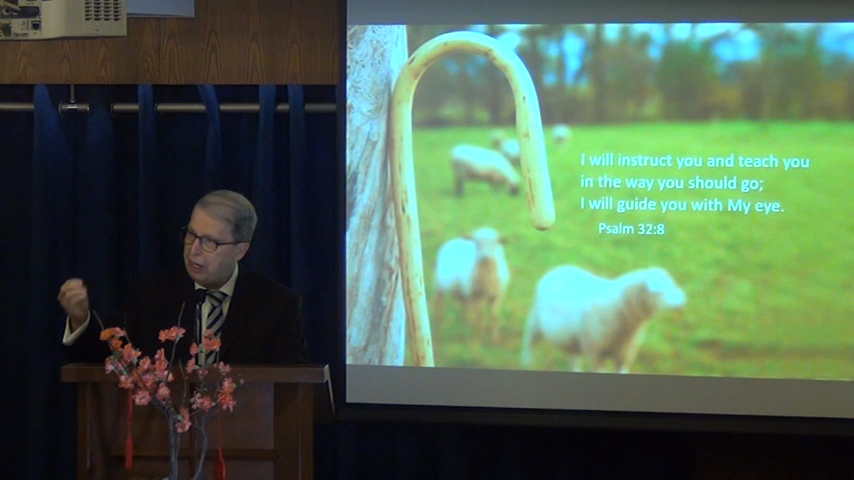 I will instruct you and teach you
in the way you should go;
I will guide you with My eye.
Psalm 32:8